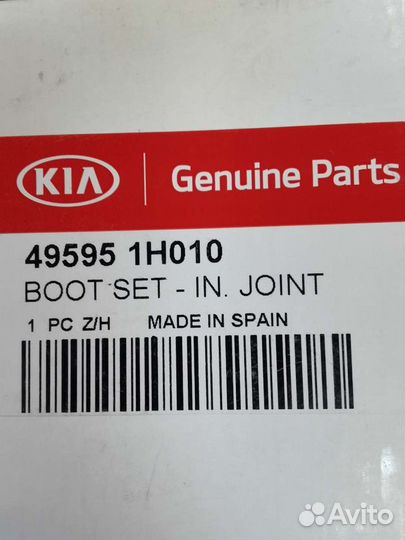 KIA
Genuine Parts
49595 1H010
BOOT SET - IN. JOINT
1 PC Z/H MADE IN SPAIN
Avito